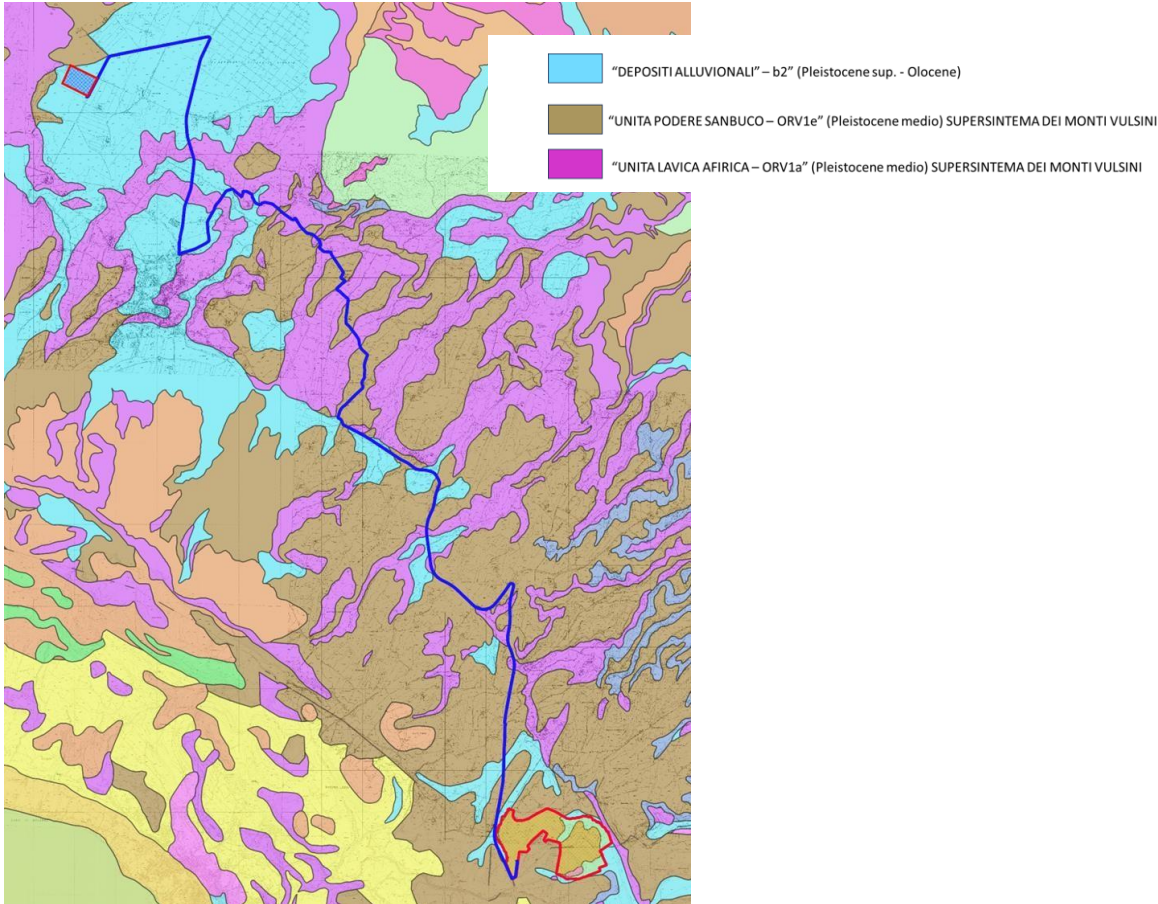 “DEPOSITI ALLUVIONALI” – b2” (Pleistocene sup. - Olocene)
“UNITA PODERE SANBUCO – ORV1e” (Pleistocene medio) SUPERSINTEMA DEI MONTI VULSINI
“UNITA LAVICA AFIRICA – ORV1a” (Pleistocene medio) SUPERSINTEMA DEI MONTI VULSINI